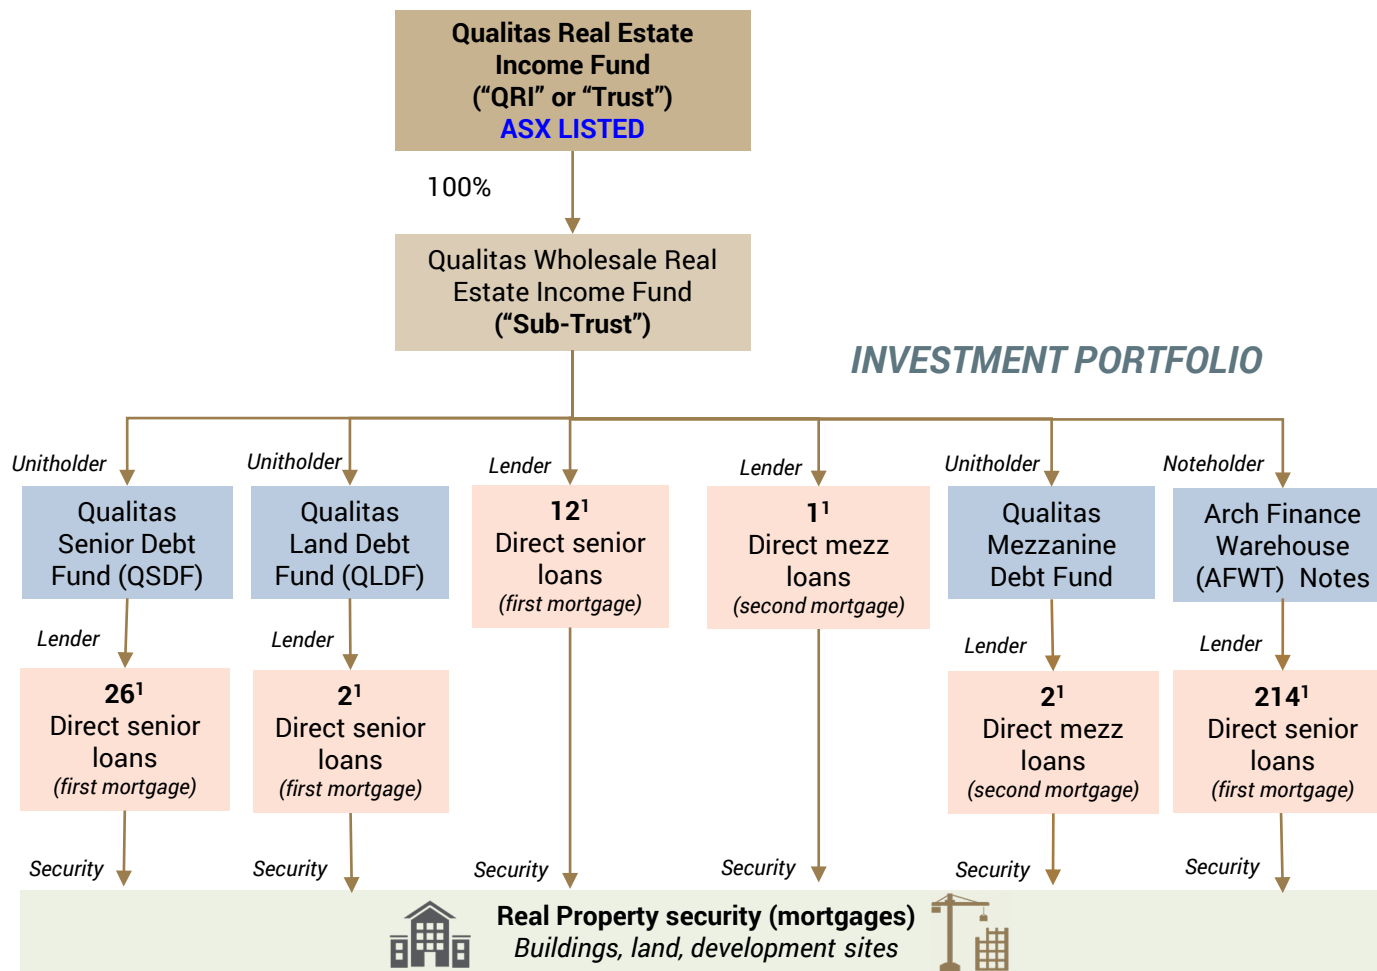 Qualitas Real Estate
Income Fund
(“QRI” or “Trust”)
ASX LISTED
100%
Qualitas Wholesale Real
Estate Income Fund
(“Sub-Trust”)
INVESTMENT PORTFOLIO
Unitholder
Unitholder
Lender
Lender
Unitholder
Noteholder
Qualitas
Senior Debt
Fund (QSDF)
Qualitas
Land Debt
Fund (QLDF)
12¹
Direct senior
loans
(first mortgage)
1¹
Direct mezz
loans
(second mortgage)
Qualitas
Mezzanine
Debt Fund
Arch Finance
Warehouse
(AFWT) Notes
Lender
Lender
Lender
Lender
26¹
Direct senior
loans
(first mortgage)
2¹
Direct senior
loans
(first mortgage)
2¹
Direct mezz
loans
(second mortgage)
214¹
Direct senior
loans
(first mortgage)
Security
Security
Security
Security
Security
Security
Real Property security (mortgages)
Buildings, land, development sites